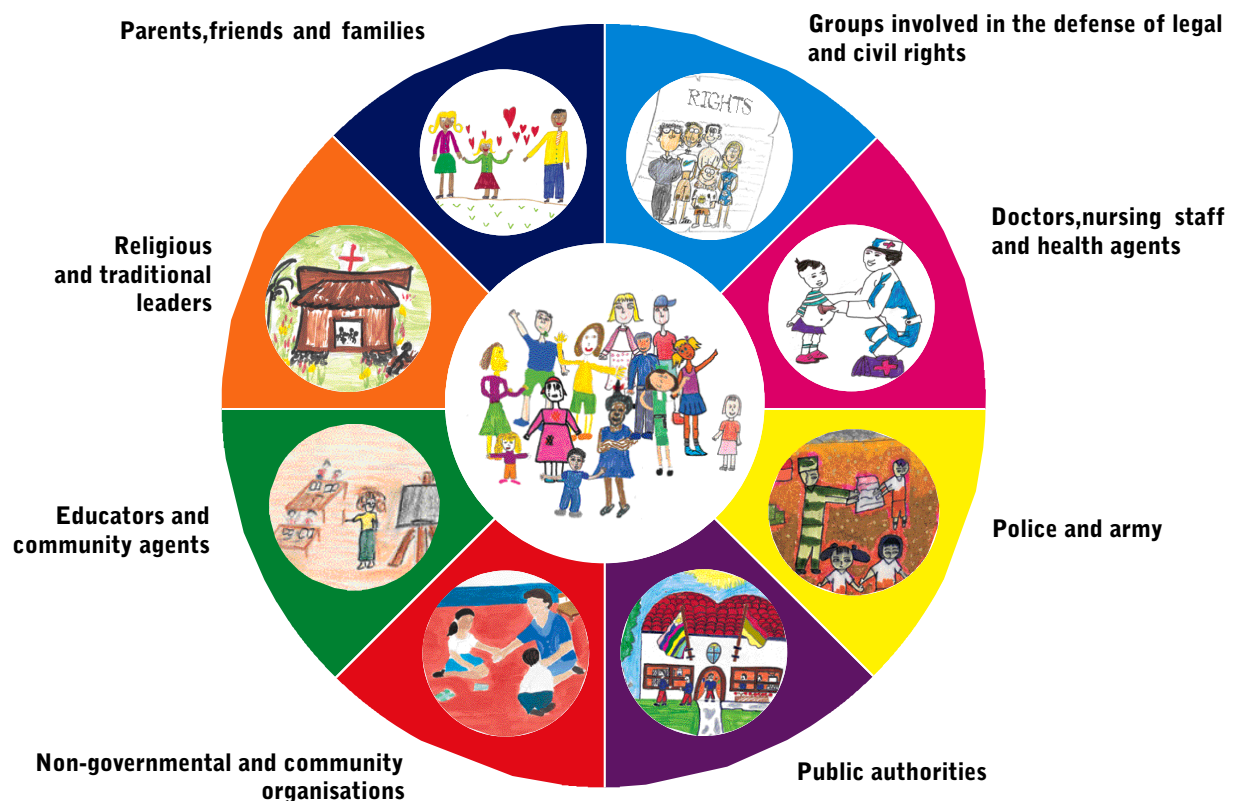 Parents,friends and families
Groups involved in the defense of legal
and civil rights
RIGHTS
Doctors,nursing staff
and health agents
Religious
and traditional
leaders
Educators and
community agents
Police and army
Non-governmental and community
organisations
Public authorities